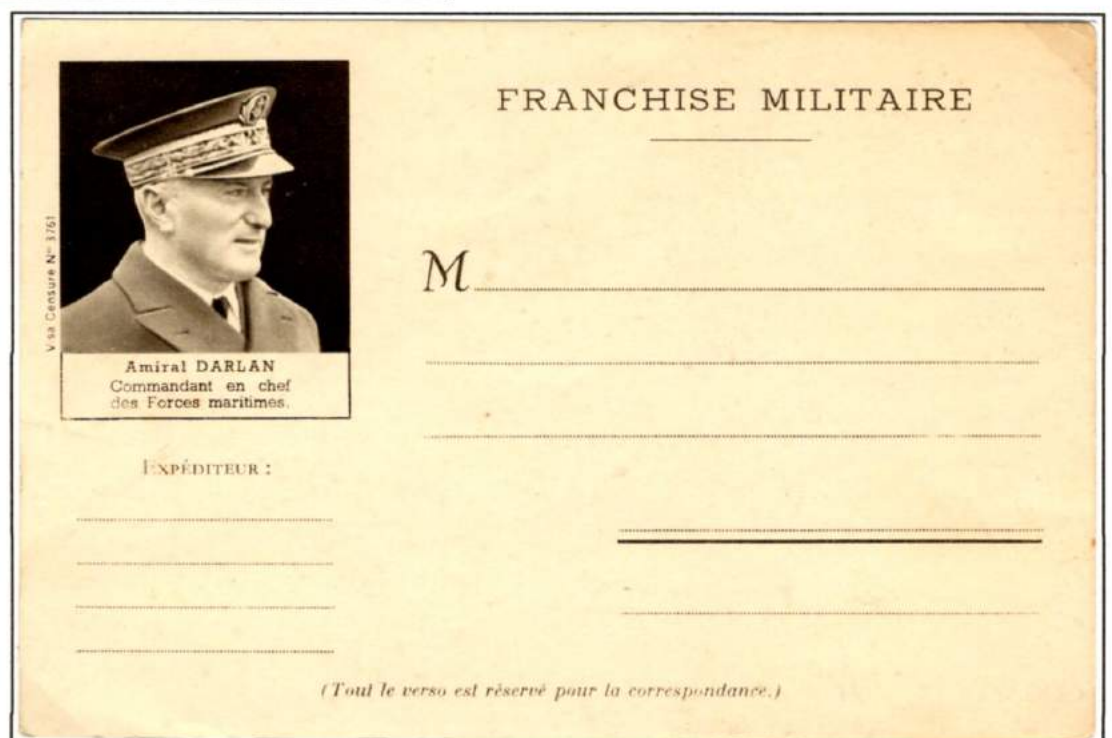 FRANCHISE MILITAIRE
Visa Censure N° 3761
Amiral DARLAN
Commandant en chef
des Forces maritimes.
M
EXPÉDITEUR :
(Tout le verso est réservé pour la correspondance.)